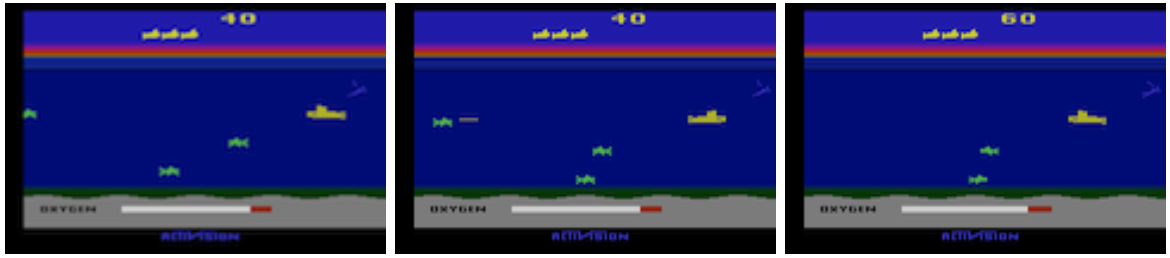 40
40
60
OXYGEN
OXYGEN
OXYGEN
ACTIVISION
ACTIVISION
ACTIVISION